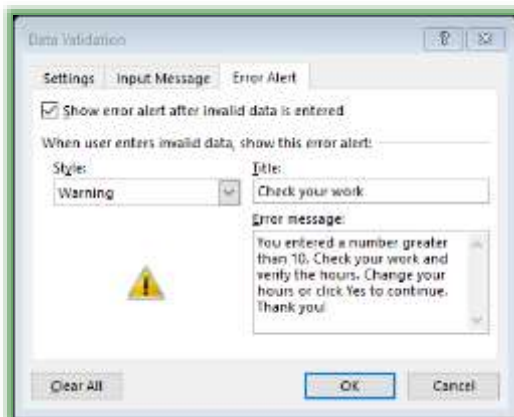 Data Validation
Settings Input Message Error Alert
Show error alert after invalid data is entered
When user enters invalid data, show this error alert:
Style: Title:
Warning Check your work
Error message:
You entered a number greater
than 10. Check your work and
verify the hours. Change your
hours or click Yes to continue.
Thank you!
Clear All OK Cancel